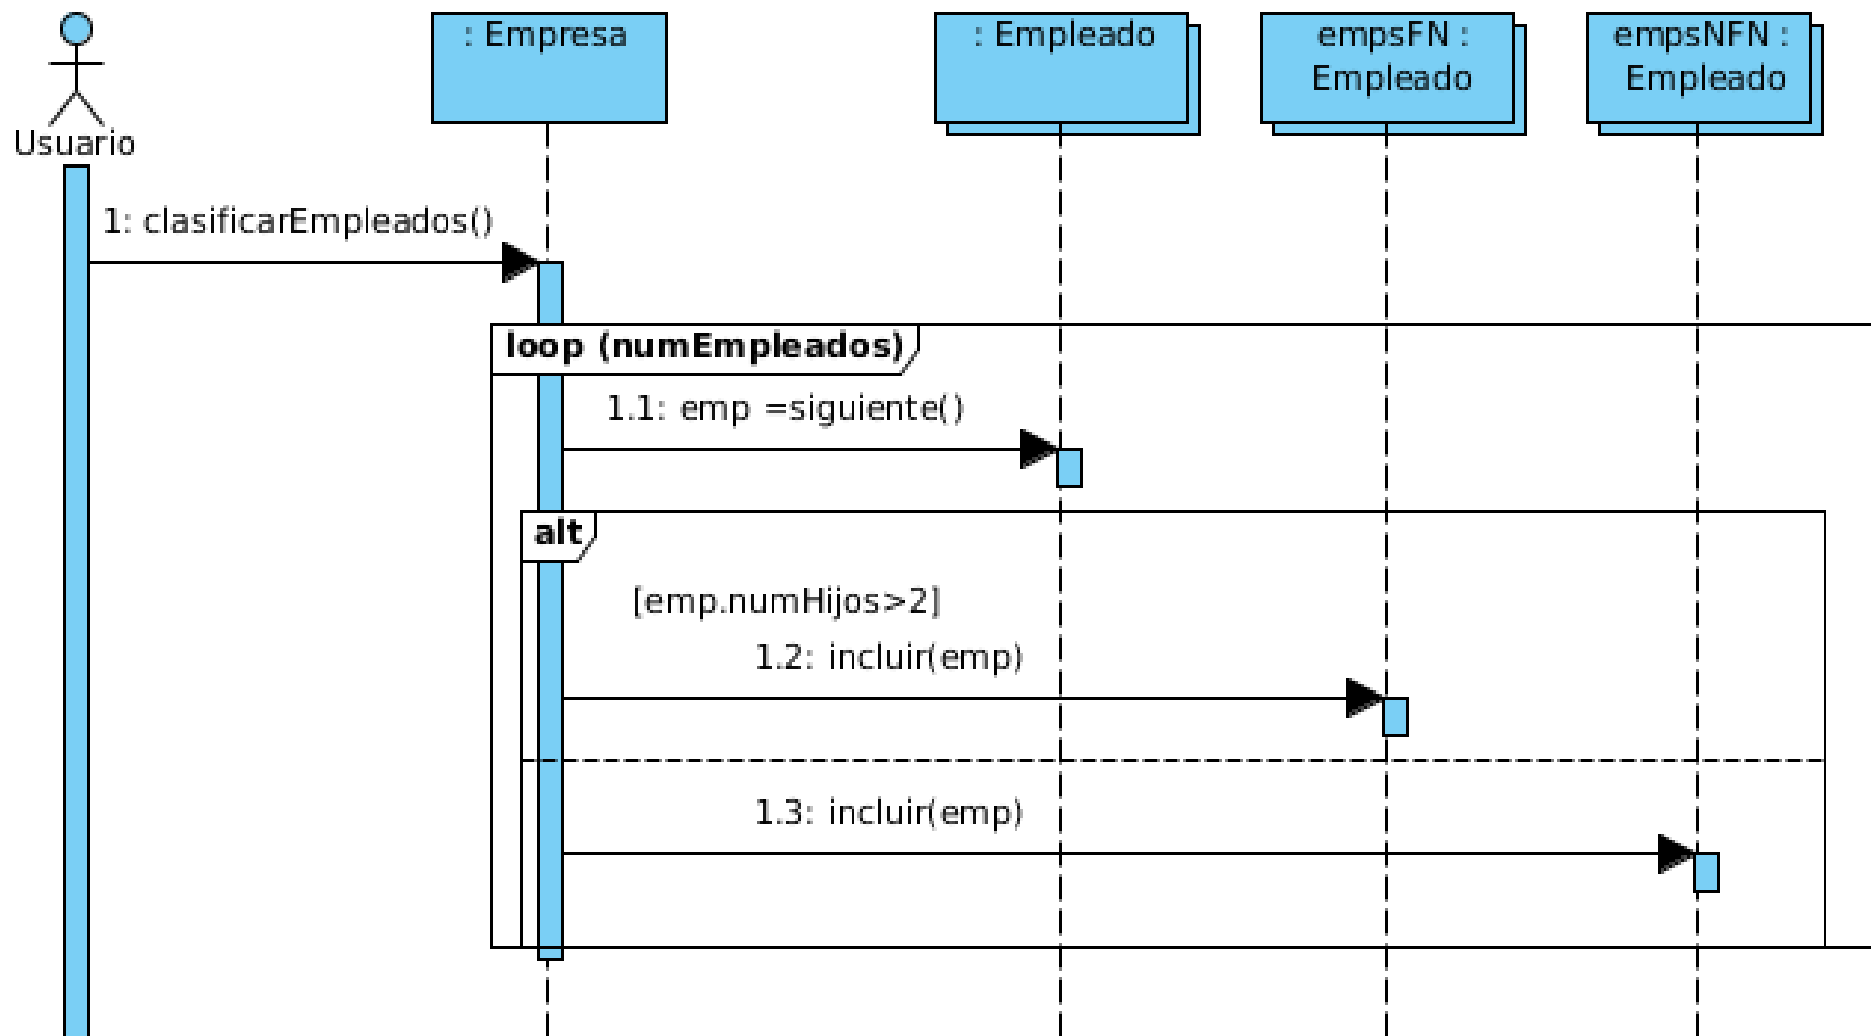 : Empresa
: Empleado
empsFN :
Empleado
empsNFN :
Empleado
Usuario
1: clasificarEmpleados()
loop (numEmpleados)
1.1: emp =siguiente()
alt
[emp.numHijos>2]
1.2: incluir(emp)
1.3: incluir(emp)